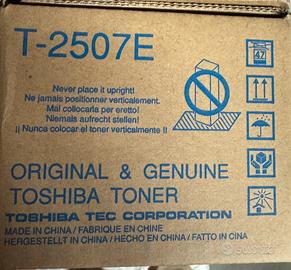 T-2507E
Never place it upright!
Ne jamais positionner verticalement.
Mai collocarla per eretto!
Niemals aufrecht stellen!
¡¡ Nunca colocar el toner verticalmente !!
ORIGINAL & GENUINE
TOSHIBA TONER
TOSHIBA TEC CORPORATION
MADE IN CHINA / FABRIQUE EN CHINE
HERGESTELLT IN CHINA / HECHO EN CHINA / FATTO IN CINA
subito